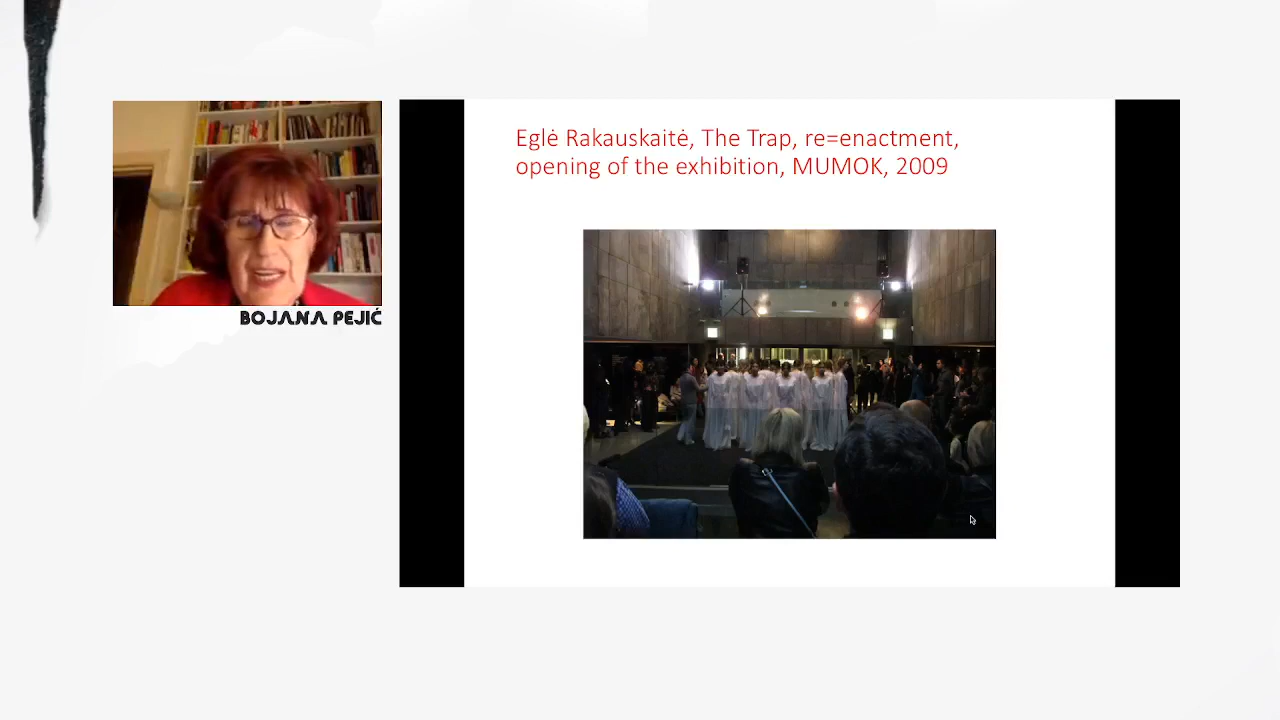 BOJANA PEJIĆ
Eglė Rakauskaitė, The Trap, re=enactment,
opening of the exhibition, MUMOK, 2009